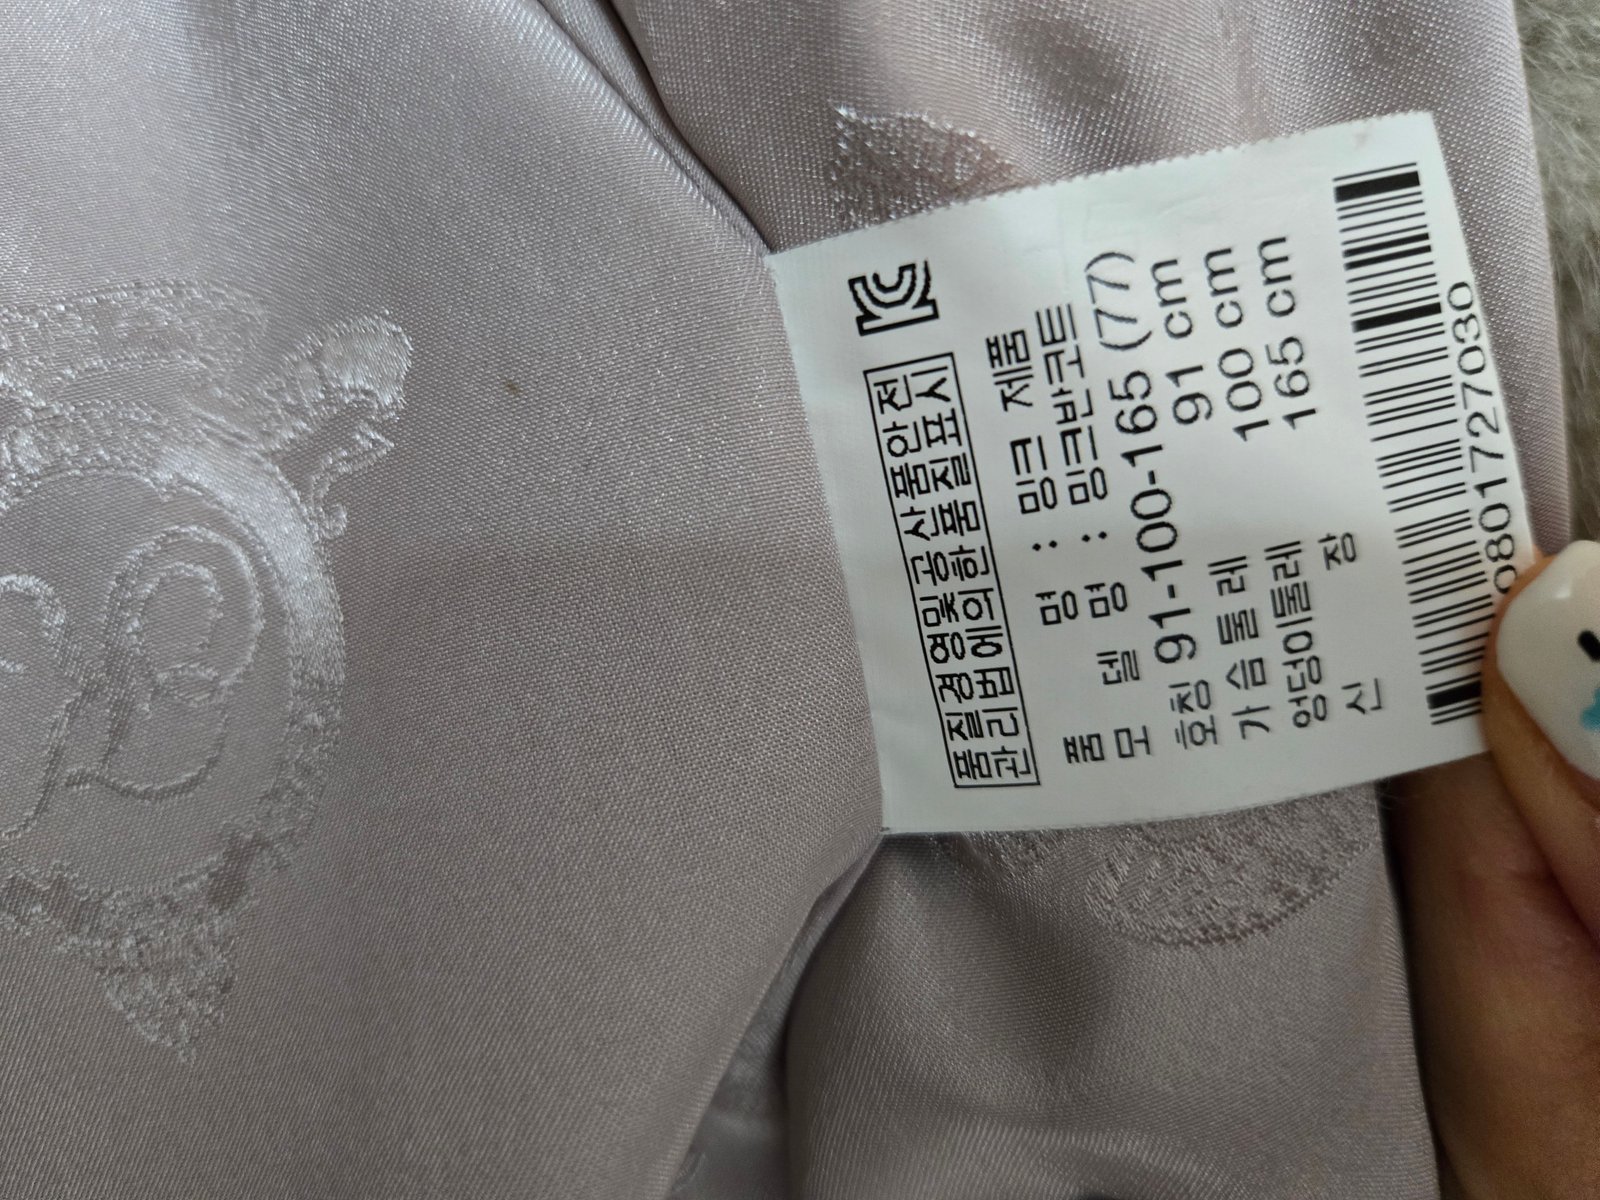 품질경영및공산품안전
관리법에의한품질표시
품 명 : 밍크 제품
모 델 명 : 밍크반코트
호칭 91-100-165 (77)
가슴둘레 91 cm
엉덩이둘레 100 cm
신 장 165 cm